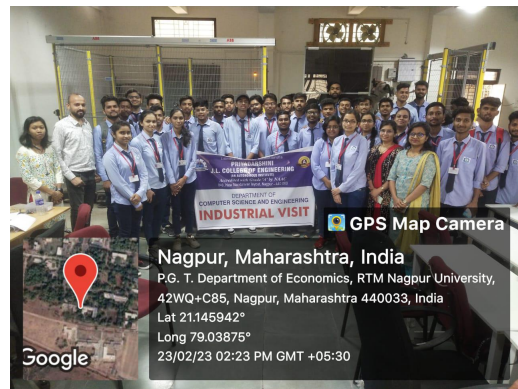 PRIYADARSHINI
J.L. COLLEGE OF ENGINEERING
DEPARTMENT OF
COMPUTER SCIENCE AND ENGINEERING
INDUSTRIAL VISIT
GPS Map Camera
Nagpur, Maharashtra, India
P.G. T. Department of Economics, RTM Nagpur University,
42WQ+C85, Nagpur, Maharashtra 440033, India
Lat 21.145942°
Long 79.03875°
23/02/23 02:23 PM GMT +05:30
Google